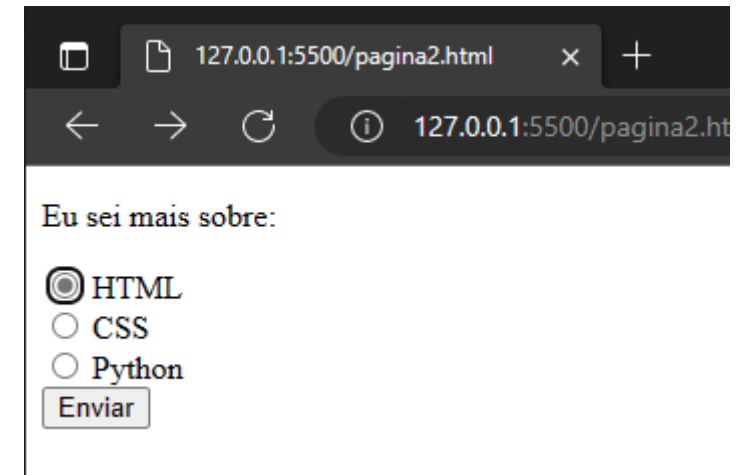 127.0.0.1:5500/pagina2.html
127.0.0.1:5500/pagina2.ht
Eu sei mais sobre:
HTML
CSS
Python
Enviar